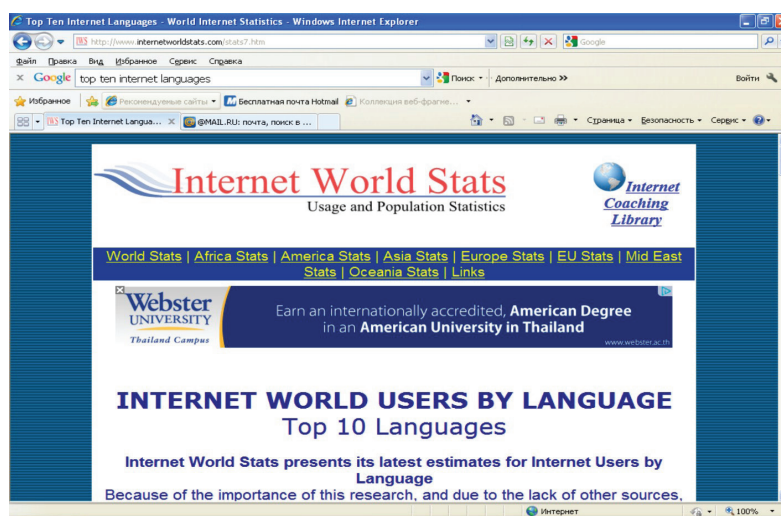 Top Ten Internet Languages - World Internet Statistics - Windows Internet Explorer
http://www.internetworldstats.com/stats7.htm
Google
Файл Правка Вид Избранное Сервис Справка
Google top ten internet languages Поиск Дополнительно >> Войти
Избранное Рекомендуемые сайты Бесплатная почта Hotmail Коллекция веб-фрагме...
Top Ten Internet Langua... @MAIL.RU: почта, поиск в ... Страница Безопасность Сервис
Internet World Stats
Usage and Population Statistics
Internet
Coaching
Library
World Stats | Africa Stats | America Stats | Asia Stats | Europe Stats | EU Stats | Mid East
Stats | Oceania Stats | Links
Webster
UNIVERSITY
Thailand Campus
Earn an internationally accredited, American Degree
in an American University in Thailand
www.webster.ac.th
INTERNET WORLD USERS BY LANGUAGE
Top 10 Languages
Internet World Stats presents its latest estimates for Internet Users by
Language
Because of the importance of this research, and due to the lack of other sources,
Интернет 100%